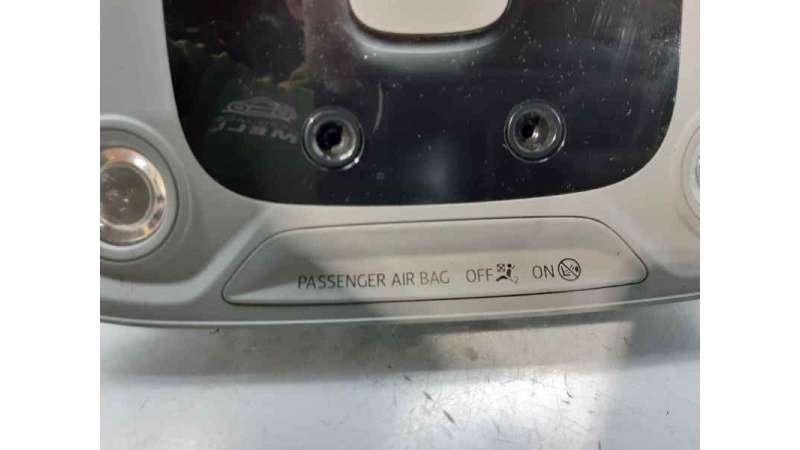 PASSENGER AIR BAG OFF ON